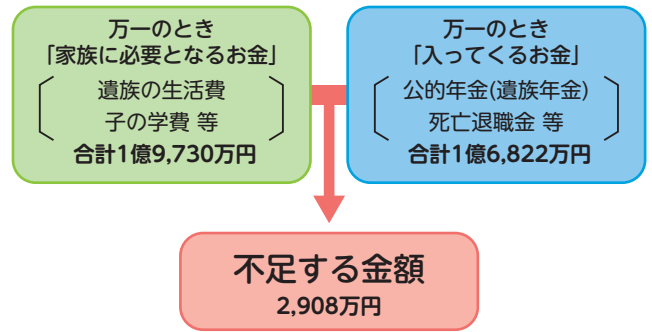 万一のとき
「家族に必要となるお金」
遺族の生活費
子の学費 等
合計1億9,730万円
万一のとき
「入ってくるお金」
公的年金(遺族年金)
死亡退職金 等
合計1億6,822万円
不足する金額
2,908万円